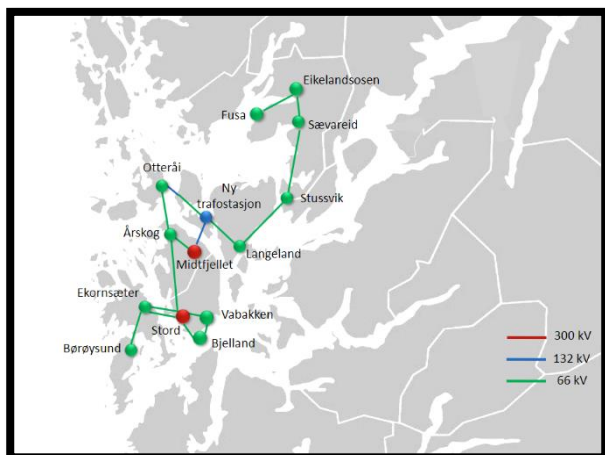 Eikelandsosen
Fusa
Sævareid
Otteråi
Ny
trafostasjon
Stussvik
Årskog
Langeland
Midtfjellet
Ekornsæter
Vabakken
Stord
Bjelland
Børøysund
300 kV
132 kV
66 kV